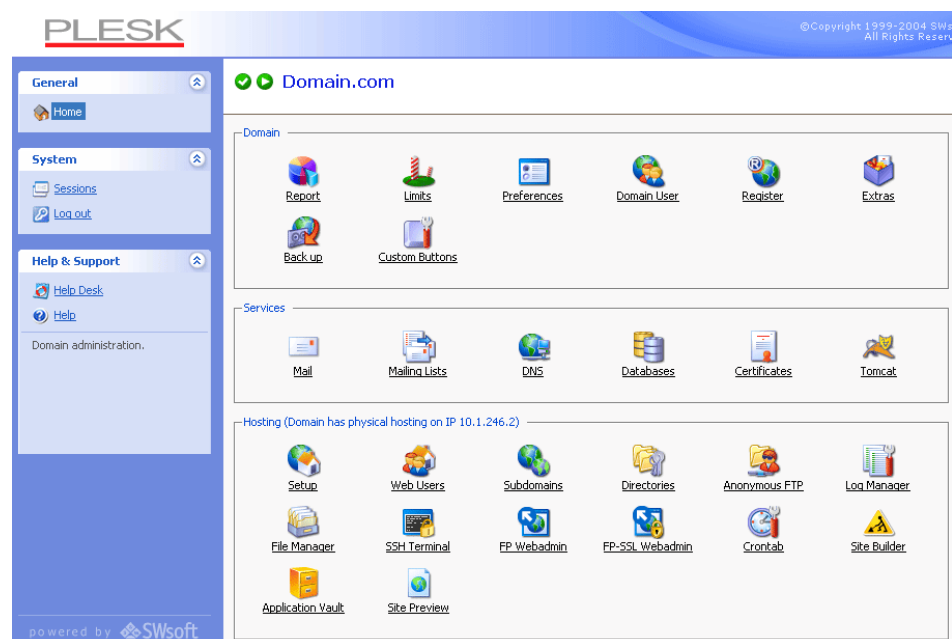 PLESK
©Copyright 1999-2004
All Rights
General
Home
System
Sessions
Log out
Help & Support
Help Desk
Help
Domain administration.
powered by SWsoft
Domain.com
Domain
Report Limits Preferences Domain User Register Extras
Back up Custom Buttons
Services
Mail Mailing Lists DNS Databases Certificates Tomcat
Hosting (Domain has physical hosting on IP 10.1.246.2)
Setup Web Users Subdomains Directories Anonymous FTP Log Manager
File Manager SSH Terminal FP Webadmin FP-SSL Webadmin Crontab Site Builder
Application Vault Site Preview